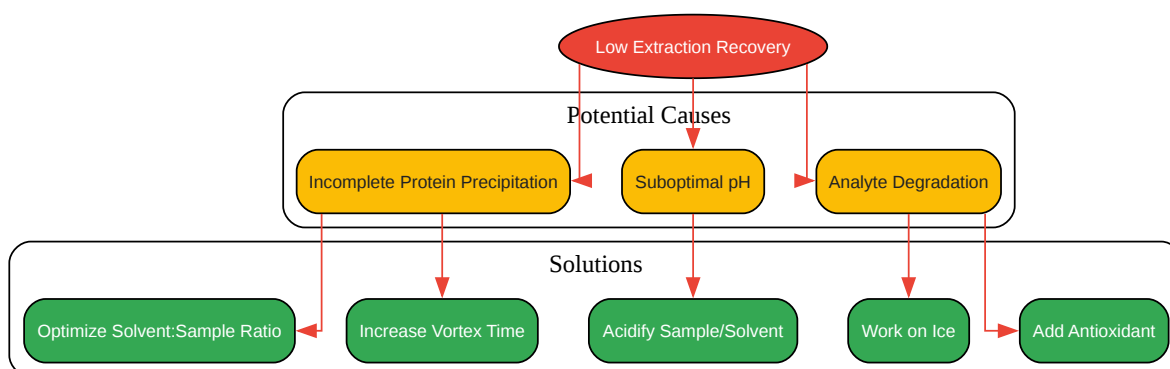 Low Extraction Recovery
Potential Causes
Incomplete Protein Precipitation
Suboptimal pH
Analyte Degradation
Solutions
Optimize Solvent:Sample Ratio
Increase Vortex Time
Acidify Sample/Solvent
Work on Ice
Add Antioxidant